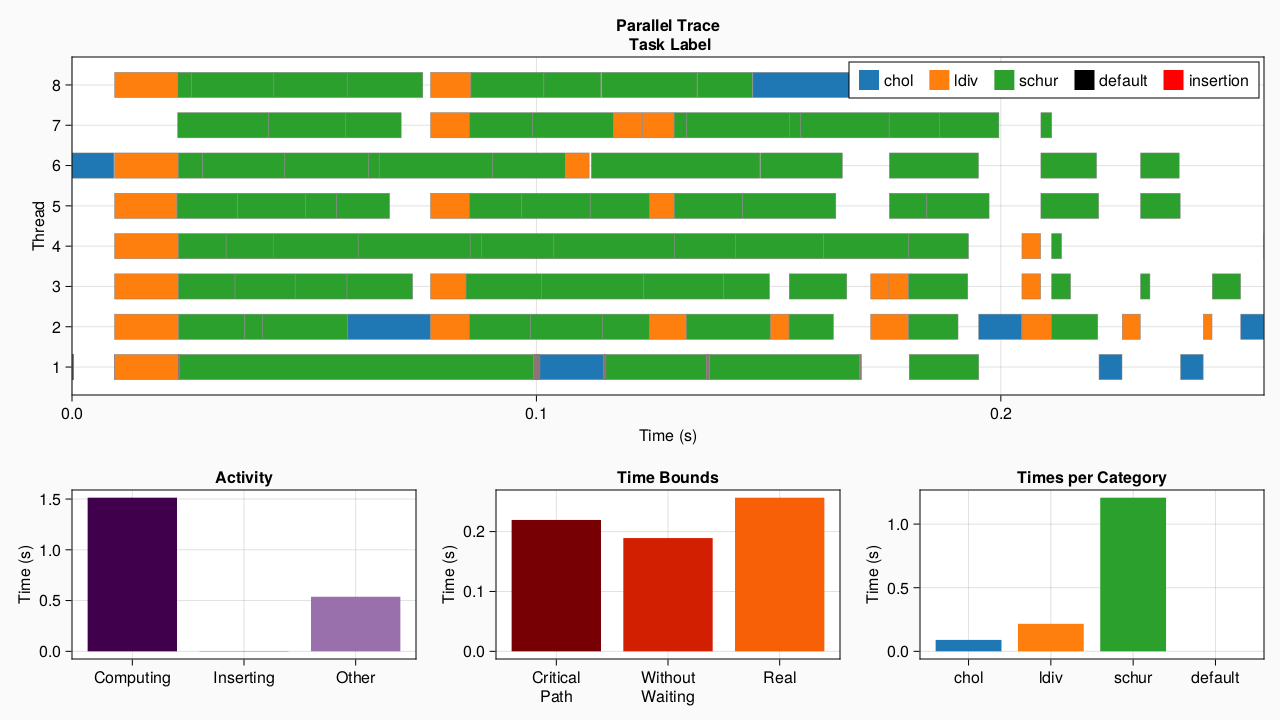 Parallel Trace
Task Label
chol ldiv schur default insertion
Thread
8
7
6
5
4
3
2
1
0.0 0.1 0.2
Time (s)
Activity
Time (s)
1.5
1.0
0.5
0.0
Computing Inserting Other
Time Bounds
Time (s)
0.2
0.1
0.0
Critical Path Without Waiting Real
Times per Category
Time (s)
1.0
0.5
0.0
chol ldiv schur default